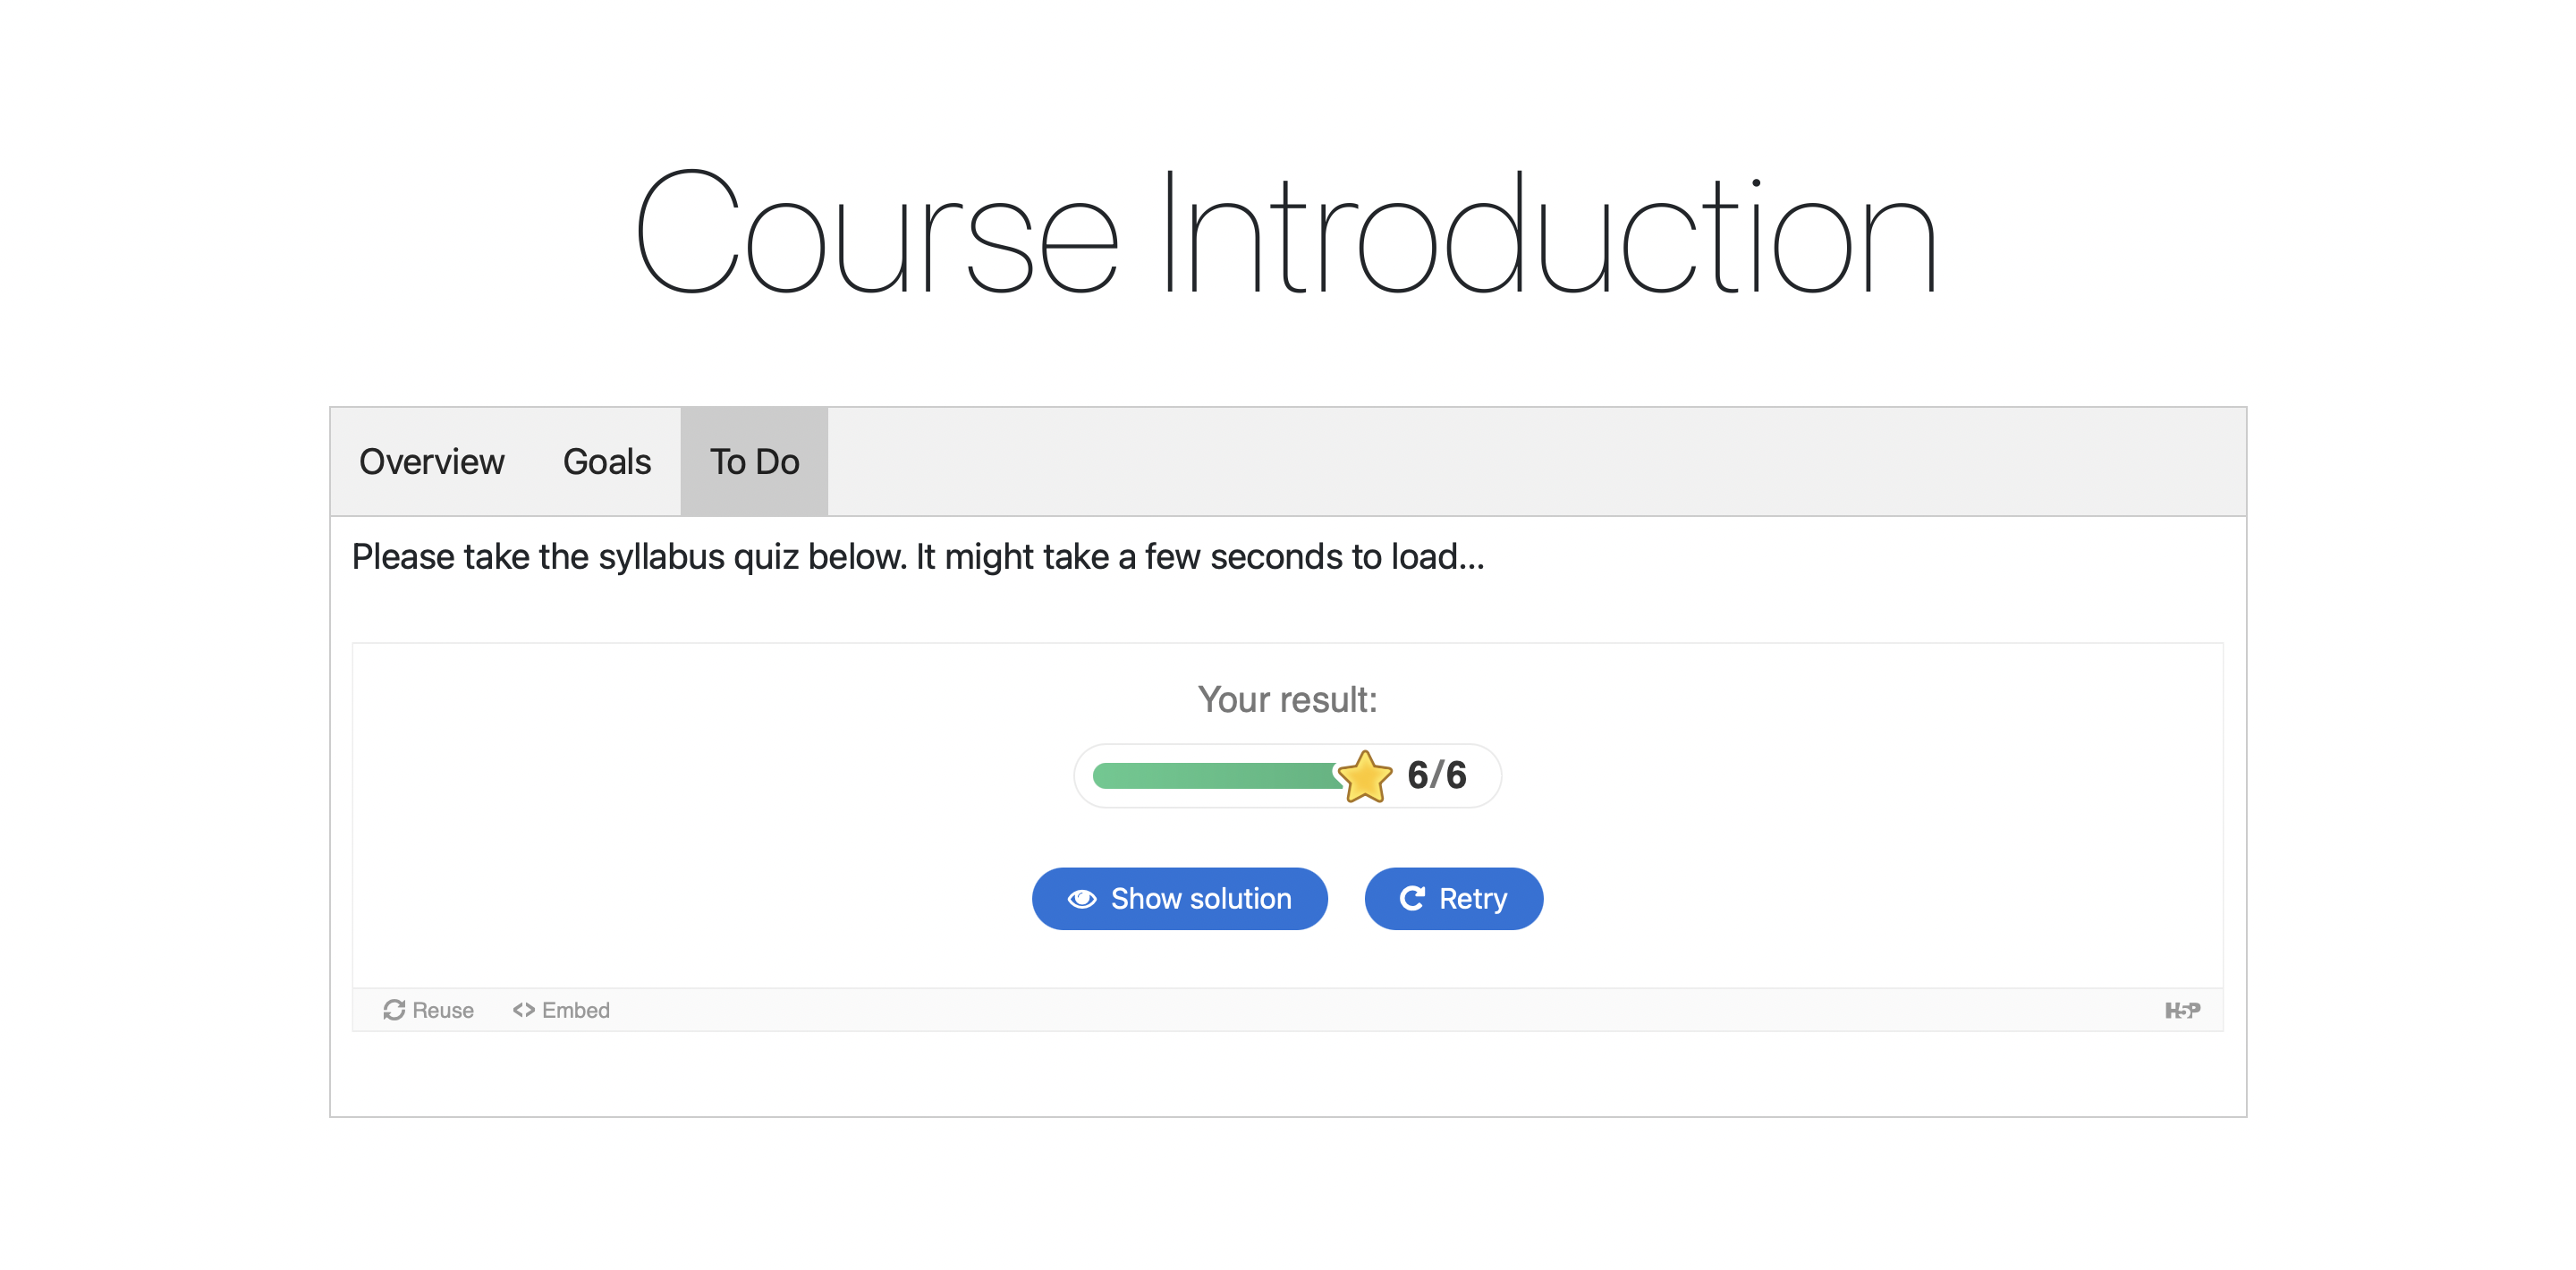 Course Introduction
Overview Goals To Do
Please take the syllabus quiz below. It might take a few seconds to load...
Your result:
6/6
Show solution Retry
Reuse Embed H5P